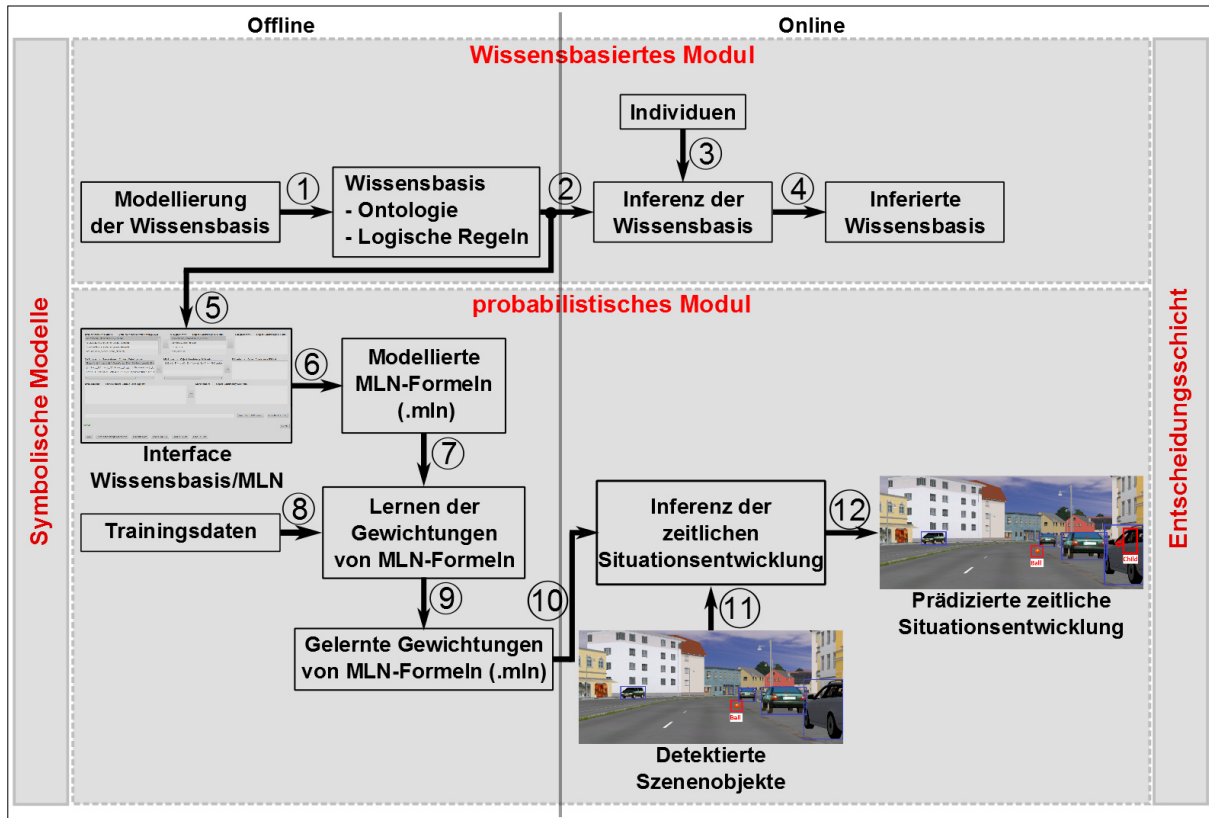 Offline
Online
Wissensbasiertes Modul
Individuen
3
Modellierung
der Wissensbasis
1
Wissensbasis
- Ontologie
- Logische Regeln
2
Inferenz der
Wissensbasis
4
Inferierte
Wissensbasis
Symbolische Modelle
Entscheidungsschicht
probabilistisches Modul
5
6
Modellierte
MLN-Formeln
(.mln)
Interface
Wissensbasis/MLN
7
Trainingsdaten
8
Lernen der
Gewichtungen
von MLN-Formeln
Inferenz der
zeitlichen
Situationsentwicklung
12
Ball
Child
Prädizierte zeitliche
Situationsentwicklung
9
10
11
Gelernte Gewichtungen
von MLN-Formeln (.mln)
Ball
Detektierte
Szenenobjekte